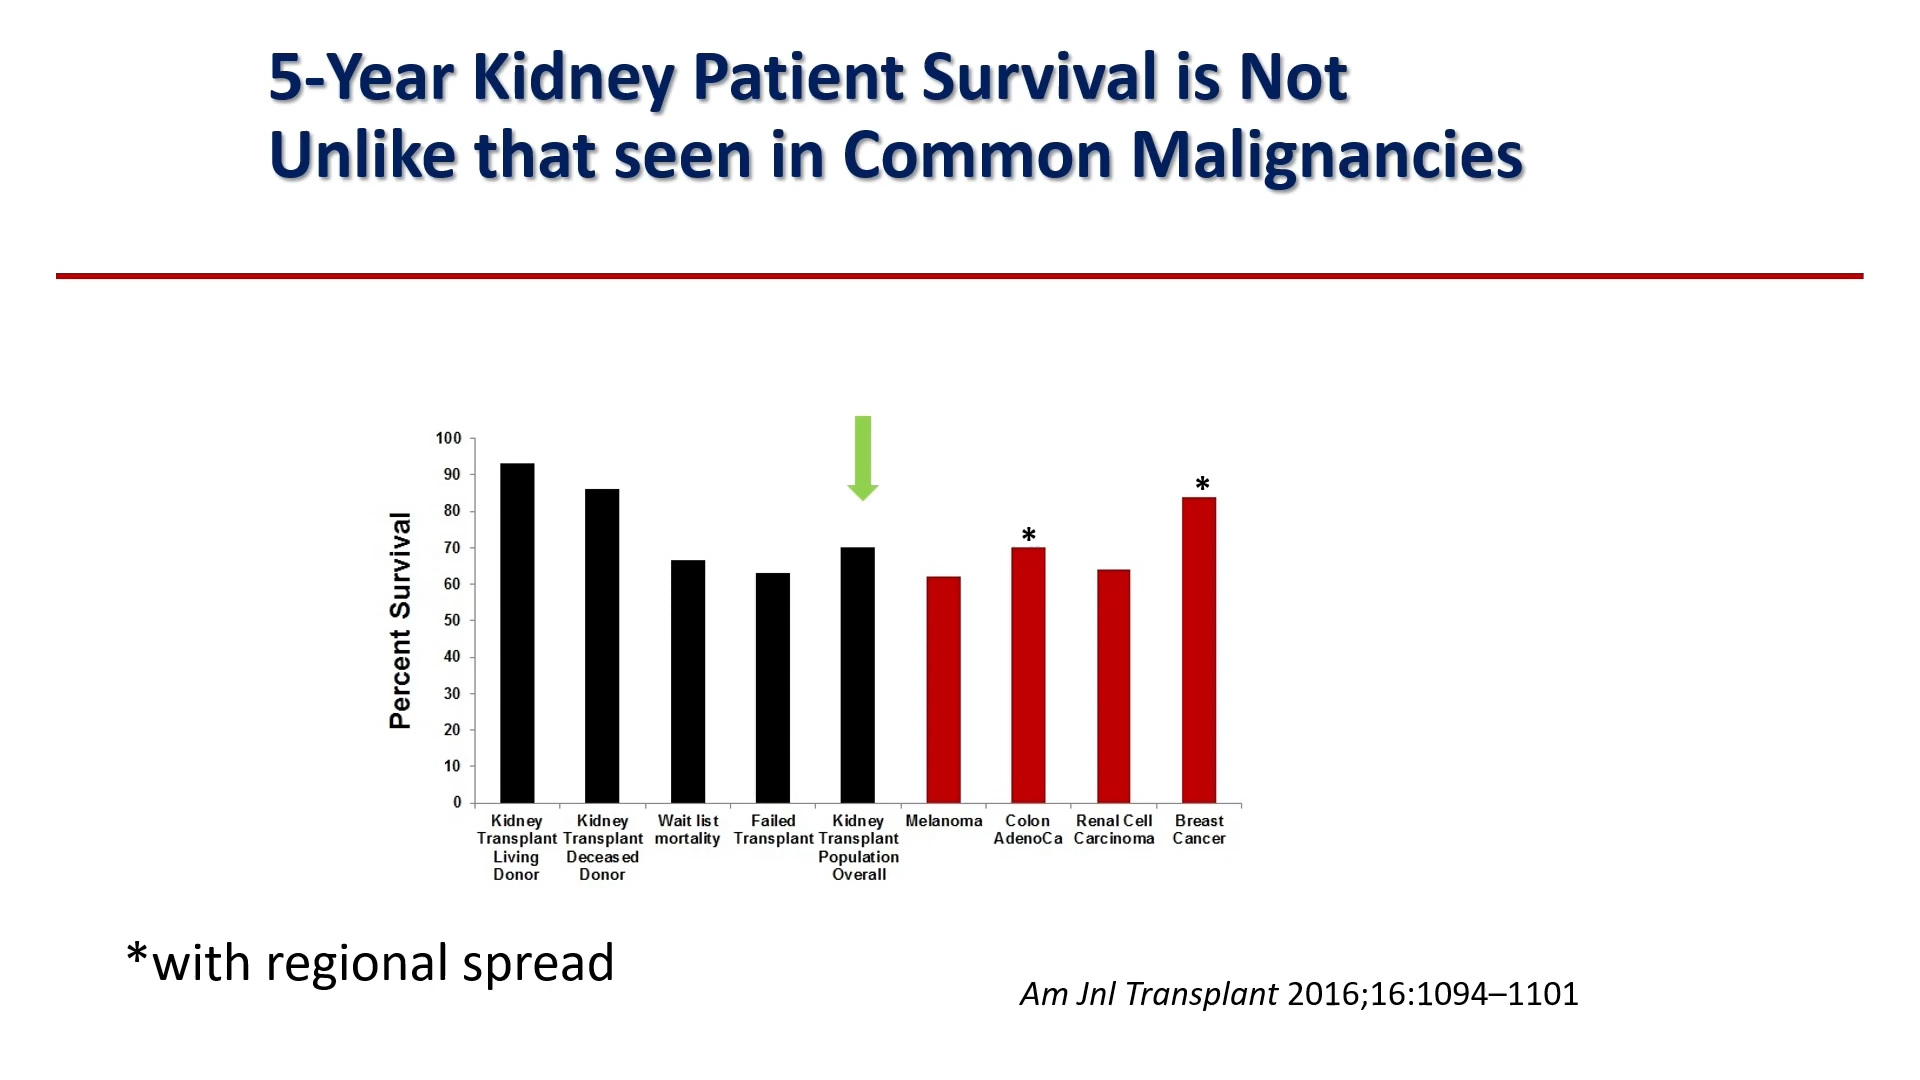 5-Year Kidney Patient Survival is Not
Unlike that seen in Common Malignancies
Percent Survival
100
90
80
70
60
50
40
30
20
10
0
*
*
Kidney
Transplant
Living
Donor
Kidney
Transplant
Deceased
Donor
Wait list
mortality
Failed
Transplant
Kidney
Transplant
Population
Overall
Melanoma
Colon
AdenoCa
Renal Cell
Carcinoma
Breast
Cancer
*with regional spread
Am Jnl Transplant 2016;16:1094–1101